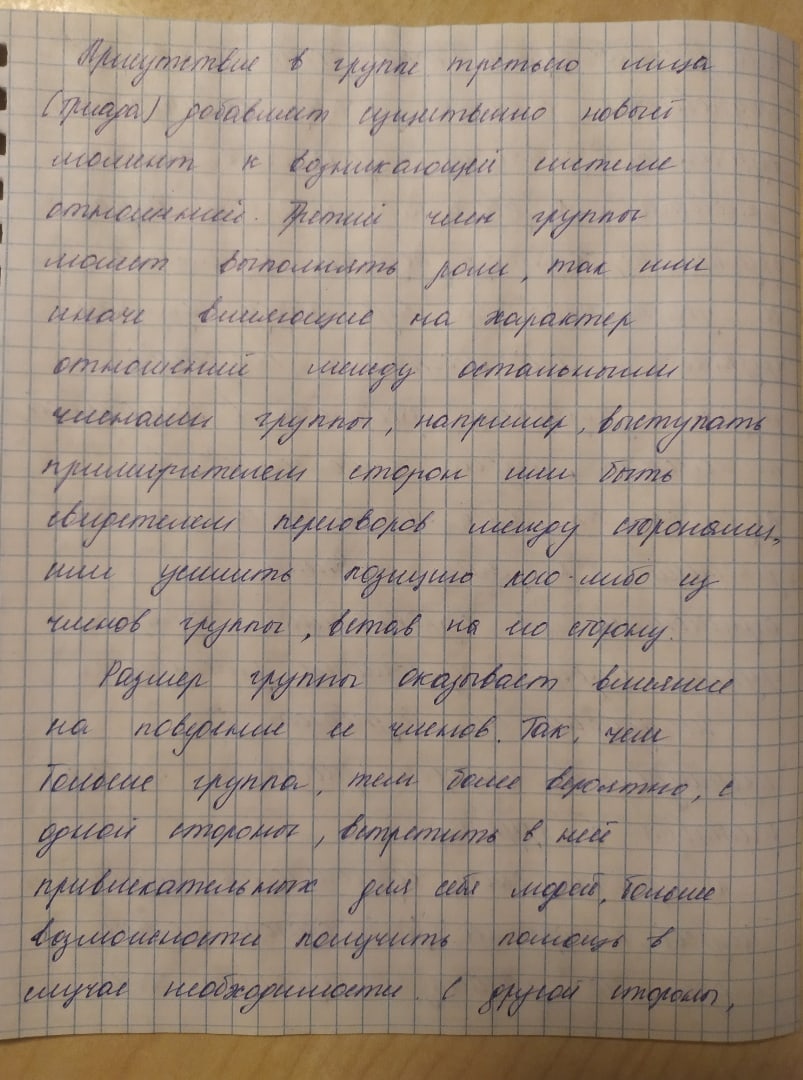 Присутствие в группе третьего лица
(триада) добавляет существенно новый
момент к возникающей системе
отношений. Третий член группы
может выполнять роли, так или
иначе влияющие на характер
отношений между остальными
членами группы, например, выступать
примирителем сторон или быть
свидетелем переговоров между сторонами,
или усилить позицию кого-либо из
членов группы, встав на его сторону.
Размер группы оказывает влияние
на поведение ее членов. Так, чем
больше группа, тем более вероятно, с
одной стороны, встретить в ней
привлекательных для себя людей, больше
возможности получить помощь в
случае необходимости. С другой стороны,